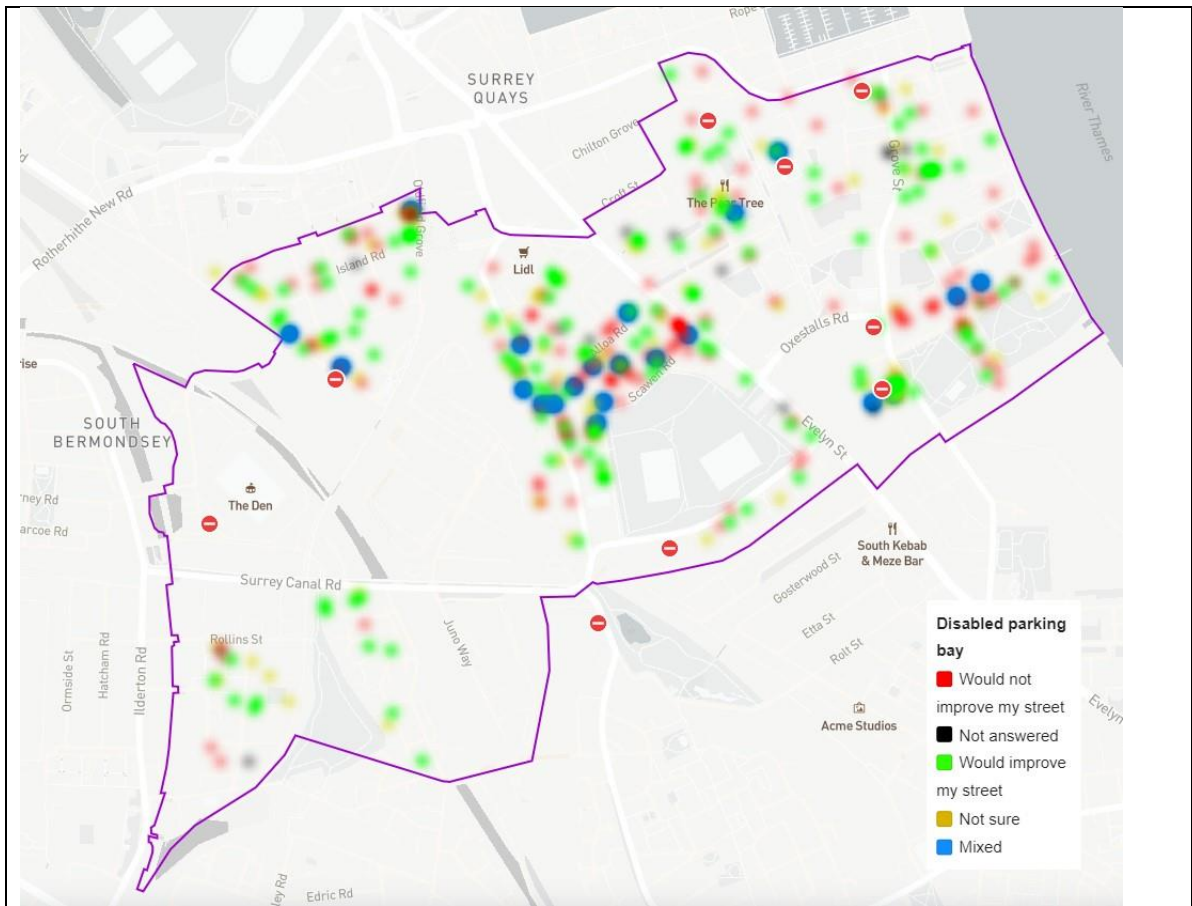 Rope
SURREY
QUAYS
River Thames
Chilton Grove
Rotherhithe New Rd
Croft St
Grove St
The Pear Tree
Island Rd
Lidl
Oxestalls Rd
Alloa Rd
Scawen Rd
rise
SOUTH
BERMONDSEY
Evelyn St
The Den
rney Rd
arcoe Rd
South Kebab
& Meze Bar
Surrey Canal Rd
Gosterwood St
Etta St
Rolt St
Juno Way
Rollins St
Ormside St
Hatcham Rd
Ilderton Rd
Acme Studios
Evelyn
ley Rd
Edric Rd
Disabled parking
bay
Would not
improve my street
Not answered
Would improve
my street
Not sure
Mixed